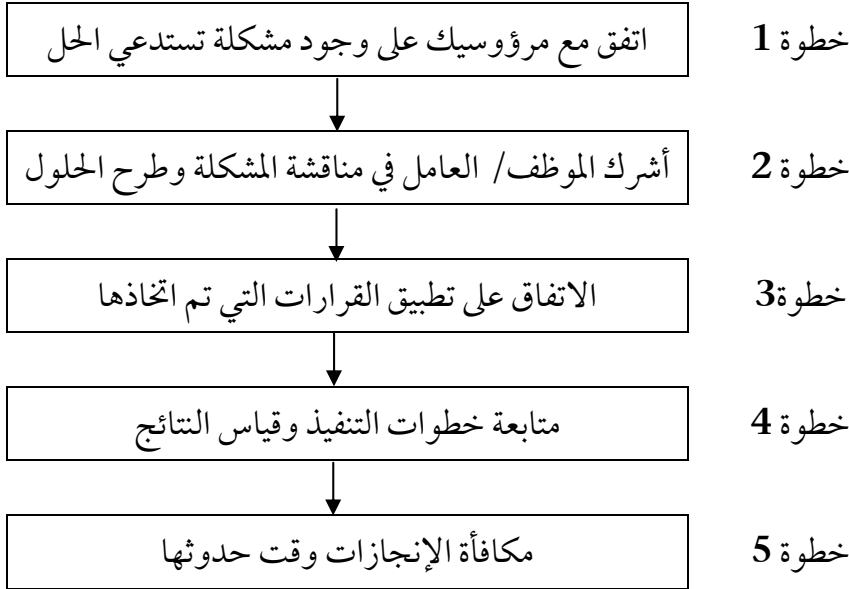 خطوة 1 اتفق مع مرؤوسيك على وجود مشكلة تستدعي الحل
خطوة 2 أشرك الموظف/ العامل في مناقشة المشكلة وطرح الحلول
خطوة3 الاتفاق على تطبيق القرارات التي تم اتخاذها
خطوة 4 متابعة خطوات التنفيذ وقياس النتائج
خطوة 5 مكافأة الإنجازات وقت حدوثها